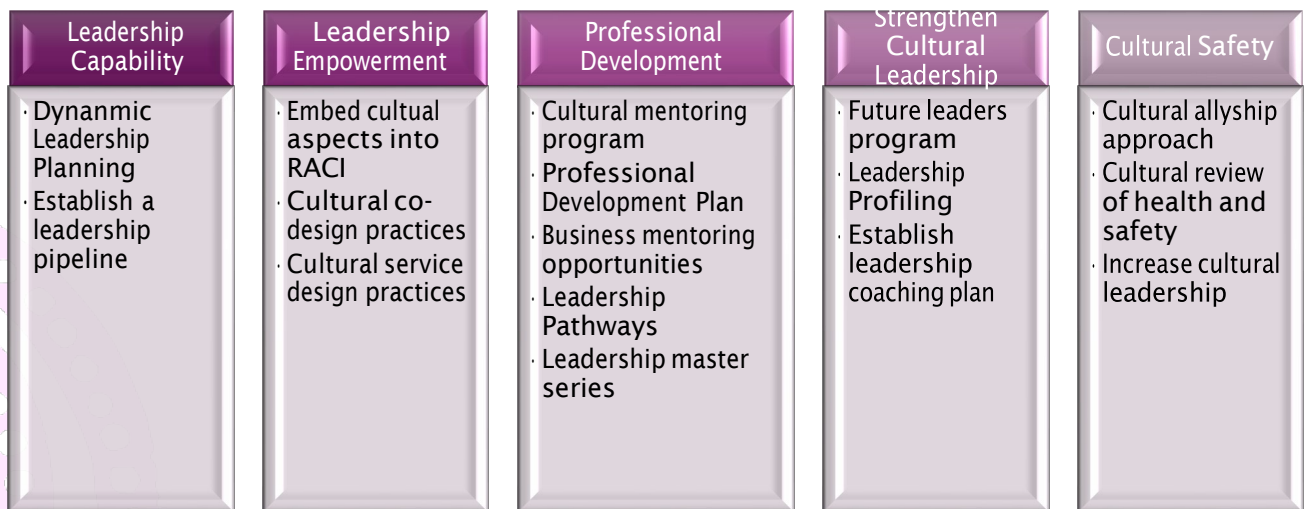 Leadership
Capability
· Dynanmic
Leadership
Planning
· Establish a
leadership
pipeline
Leadership
Empowerment
· Embed cultual
aspects into
RACI
· Cultural co-
design practices
· Cultural service
design practices
Professional
Development
· Cultural mentoring
program
· Professional
Development Plan
· Business mentoring
opportunities
· Leadership
Pathways
· Leadership master
series
Strengthen
Cultural
Leadership
· Future leaders
program
· Leadership
Profiling
· Establish
leadership
coaching plan
Cultural Safety
· Cultural allyship
approach
· Cultural review
of health and
safety
· Increase cultural
leadership